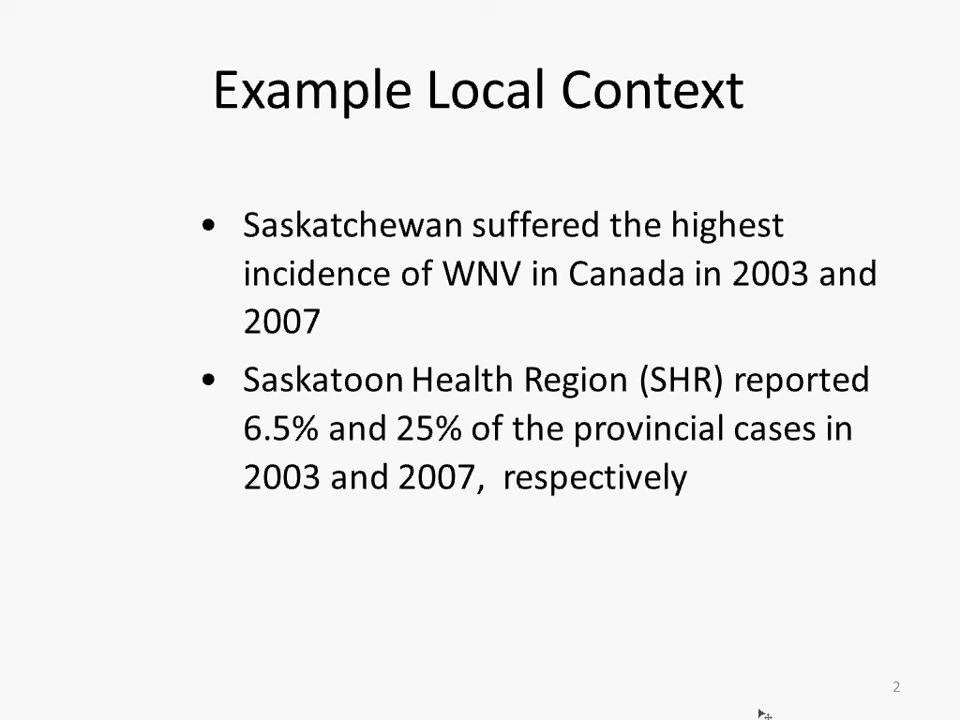 Example Local Context
• Saskatchewan suffered the highest
incidence of WNV in Canada in 2003 and
2007
• Saskatoon Health Region (SHR) reported
6.5% and 25% of the provincial cases in
2003 and 2007,  respectively
2